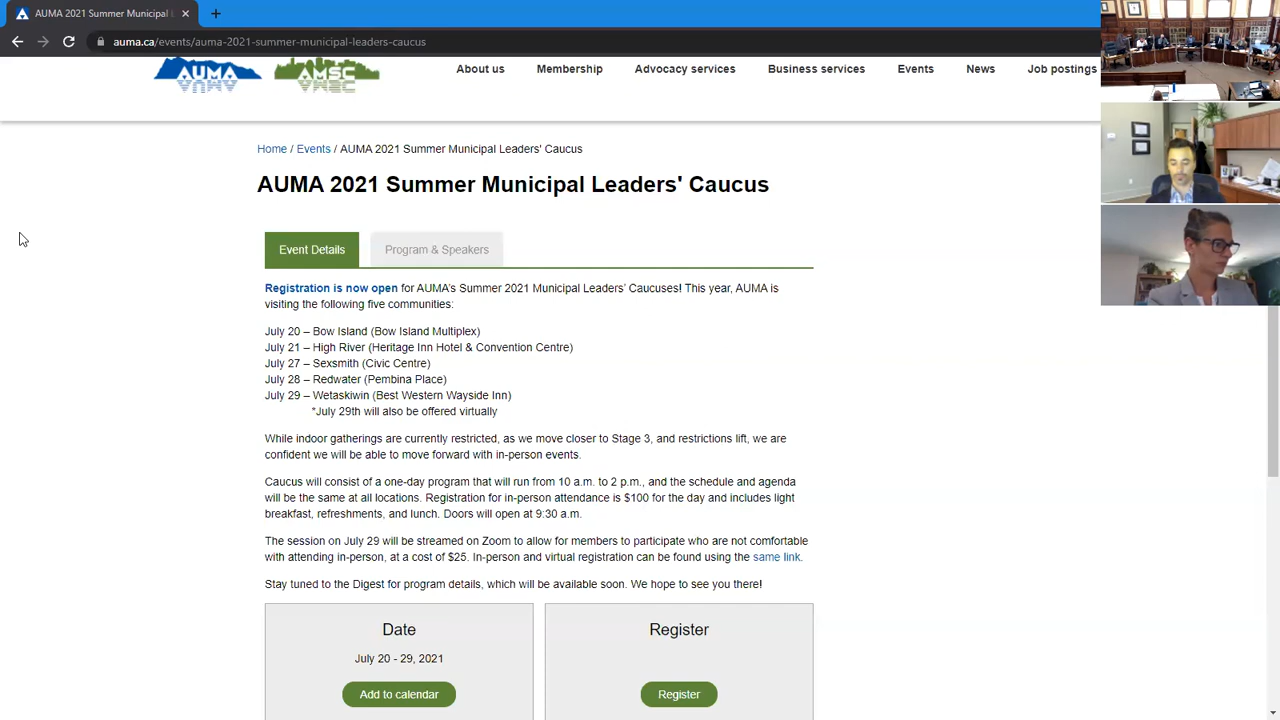 AUMA 2021 Summer Municipal L
auma.ca/events/auma-2021-summer-municipal-leaders-caucus
AUMA AMSC
About us Membership Advocacy services Business services Events News Job postings
Home / Events / AUMA 2021 Summer Municipal Leaders' Caucus
AUMA 2021 Summer Municipal Leaders' Caucus
Event Details Program & Speakers
Registration is now open for AUMA's Summer 2021 Municipal Leaders' Caucuses! This year, AUMA is
visiting the following five communities:
July 20 – Bow Island (Bow Island Multiplex)
July 21 – High River (Heritage Inn Hotel & Convention Centre)
July 27 – Sexsmith (Civic Centre)
July 28 – Redwater (Pembina Place)
July 29 – Wetaskiwin (Best Western Wayside Inn)
*July 29th will also be offered virtually
While indoor gatherings are currently restricted, as we move closer to Stage 3, and restrictions lift, we are
confident we will be able to move forward with in-person events.
Caucus will consist of a one-day program that will run from 10 a.m. to 2 p.m., and the schedule and agenda
will be the same at all locations. Registration for in-person attendance is $100 for the day and includes light
breakfast, refreshments, and lunch. Doors will open at 9:30 a.m.
The session on July 29 will be streamed on Zoom to allow for members to participate who are not comfortable
with attending in-person, at a cost of $25. In-person and virtual registration can be found using the same link.
Stay tuned to the Digest for program details, which will be available soon. We hope to see you there!
Date Register
July 20 - 29, 2021
Add to calendar Register